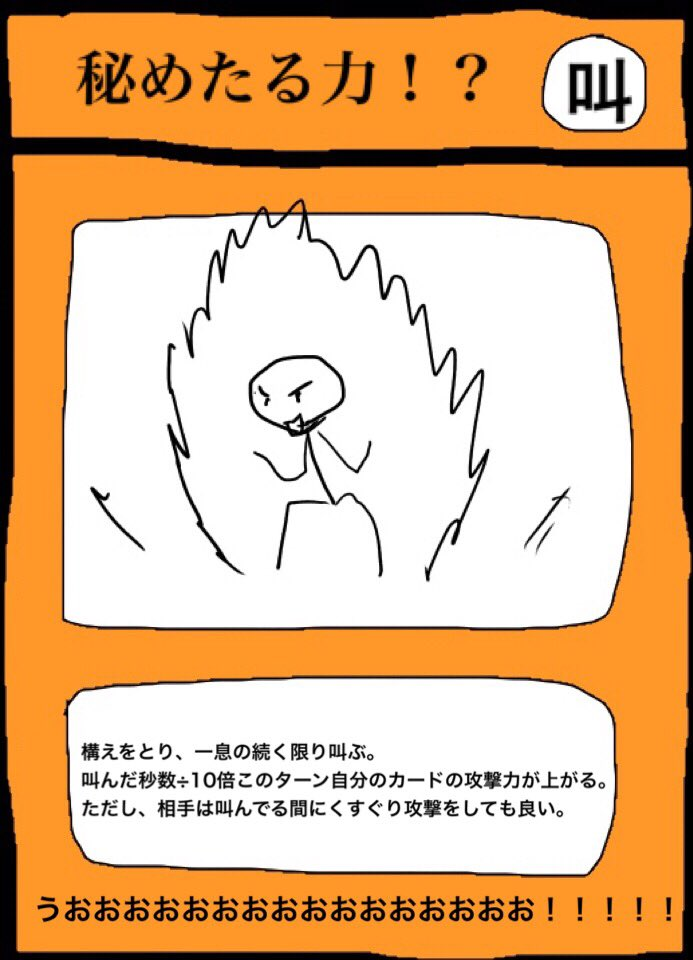 秘めたる力！？
叫
構えをとり、一息の続く限り叫ぶ。
叫んだ秒数÷10倍このターン自分のカードの攻撃力が上がる。
ただし、相手は叫んでる間にくすぐり攻撃をしても良い。
うおおおおおおおおおおおおおおおお！！！！！